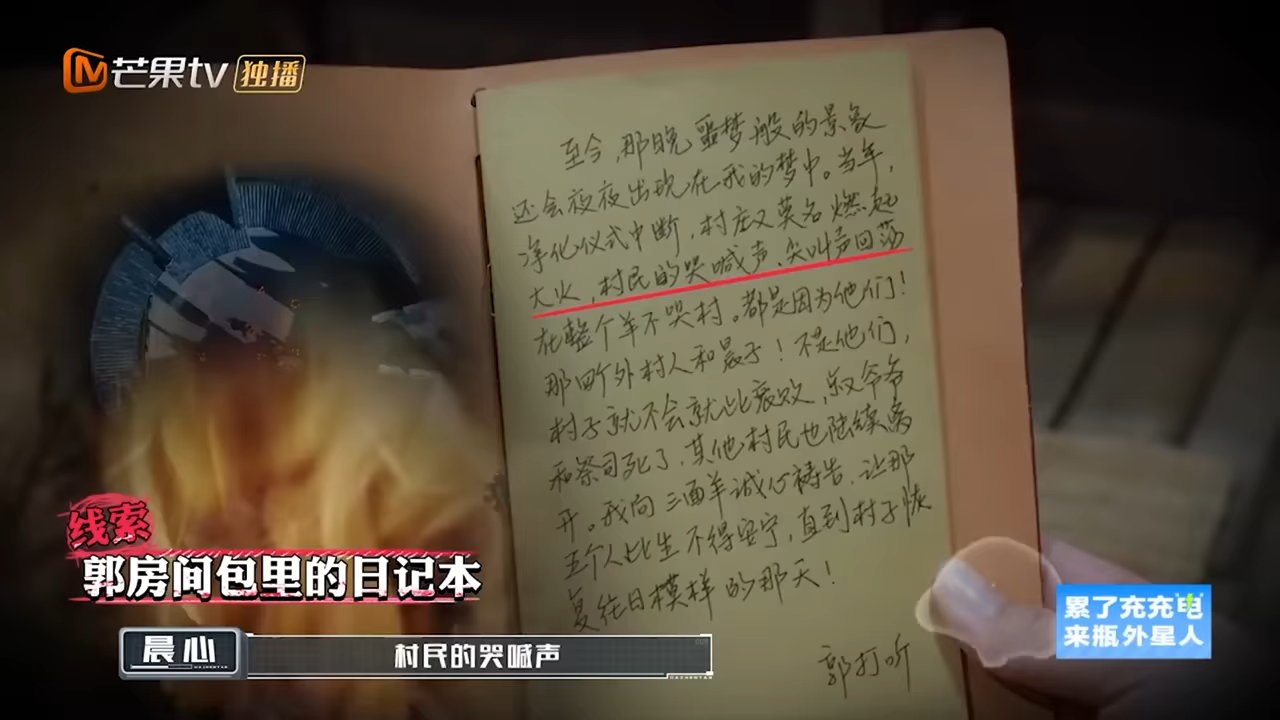 芒果tv 独播
至今，那晚噩梦般的景象
还会夜夜出现在我的梦中。当年，
净化仪式中断，村庄又莫名燃起
大火，村民的哭喊声、尖叫声回荡
在整个羊不哭村。都是因为他们！
那四个外村人和晨子！不是他们，
村子就不会就此衰败，叔爷爷
和祭司死了，其他村民也陆续离
开。我向三面羊诚心祷告，让那
五个人此生不得安宁，直到村子恢
复往日模样的那天！
郭打听
线索
郭房间包里的日记本
晨心
村民的哭喊声
累了充充电
来瓶外星人